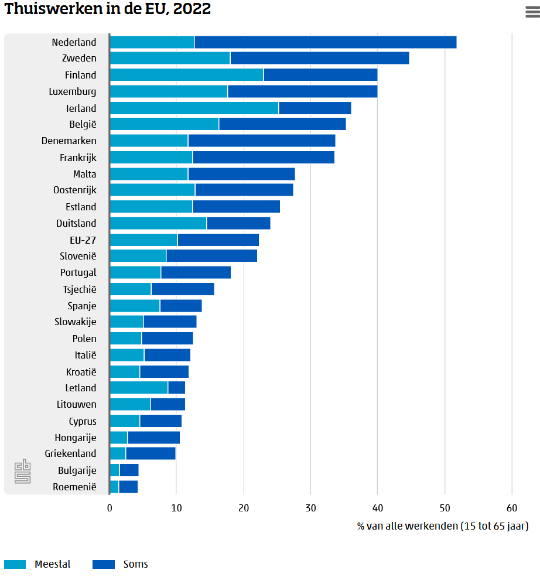 Thuiswerken in de EU, 2022
Nederland
Zweden
Finland
Luxemburg
Ierland
België
Denemarken
Frankrijk
Malta
Oostenrijk
Estland
Duitsland
EU-27
Slovenië
Portugal
Tsjechië
Spanje
Slowakije
Polen
Italië
Kroatië
Letland
Litouwen
Cyprus
Hongarije
Griekenland
Bulgarije
Roemenië
0 10 20 30 40 50 60
% van alle werkenden (15 tot 65 jaar)
Meestal Soms